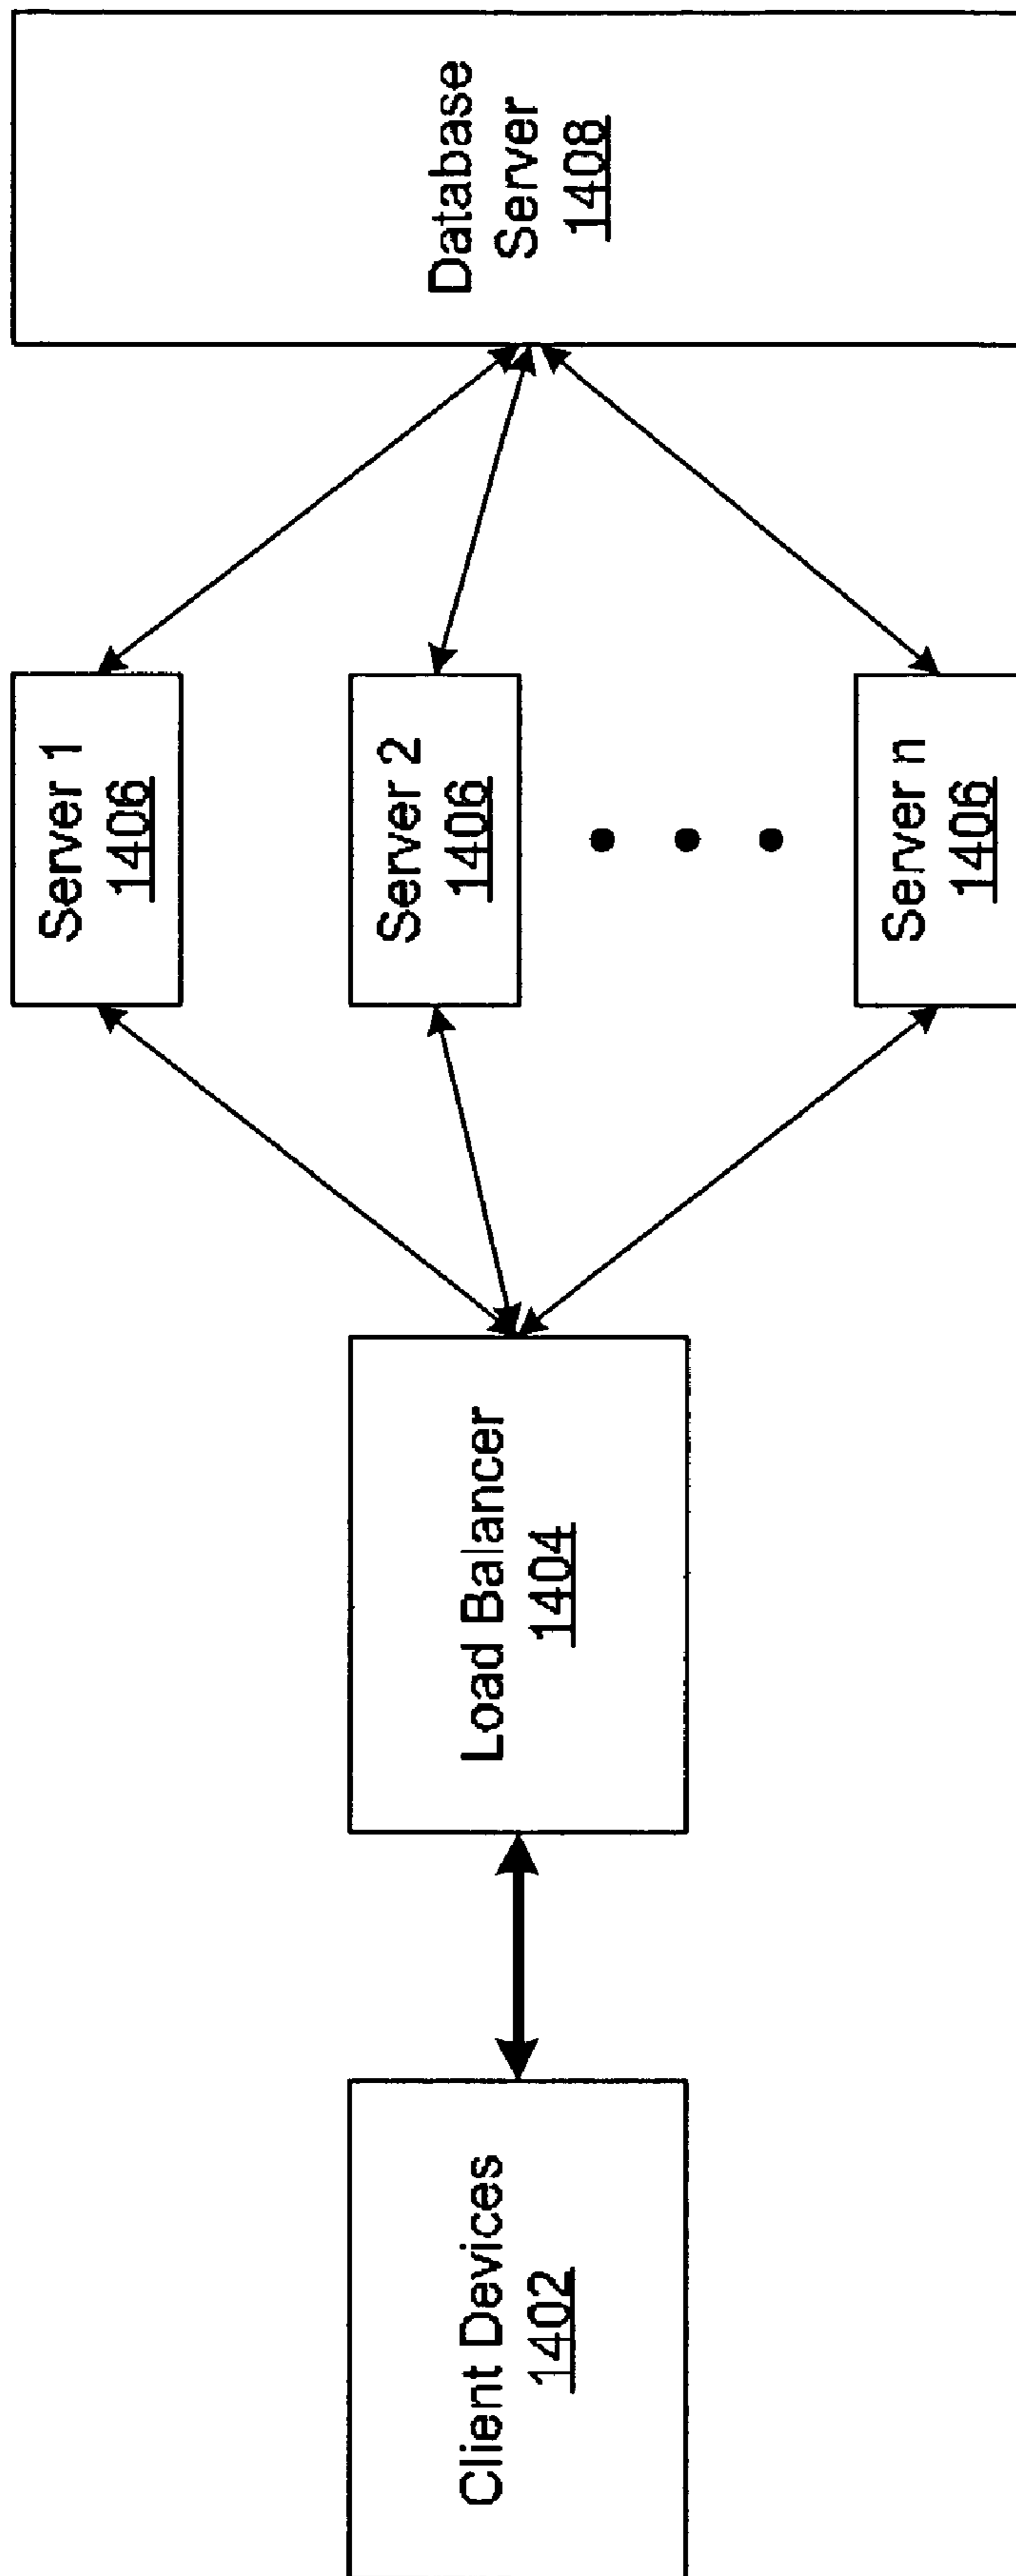 Client Devices
1402
Load Balancer
1404
Server 1
1406
Server 2
1406
Server n
1406
Database
Server
1408